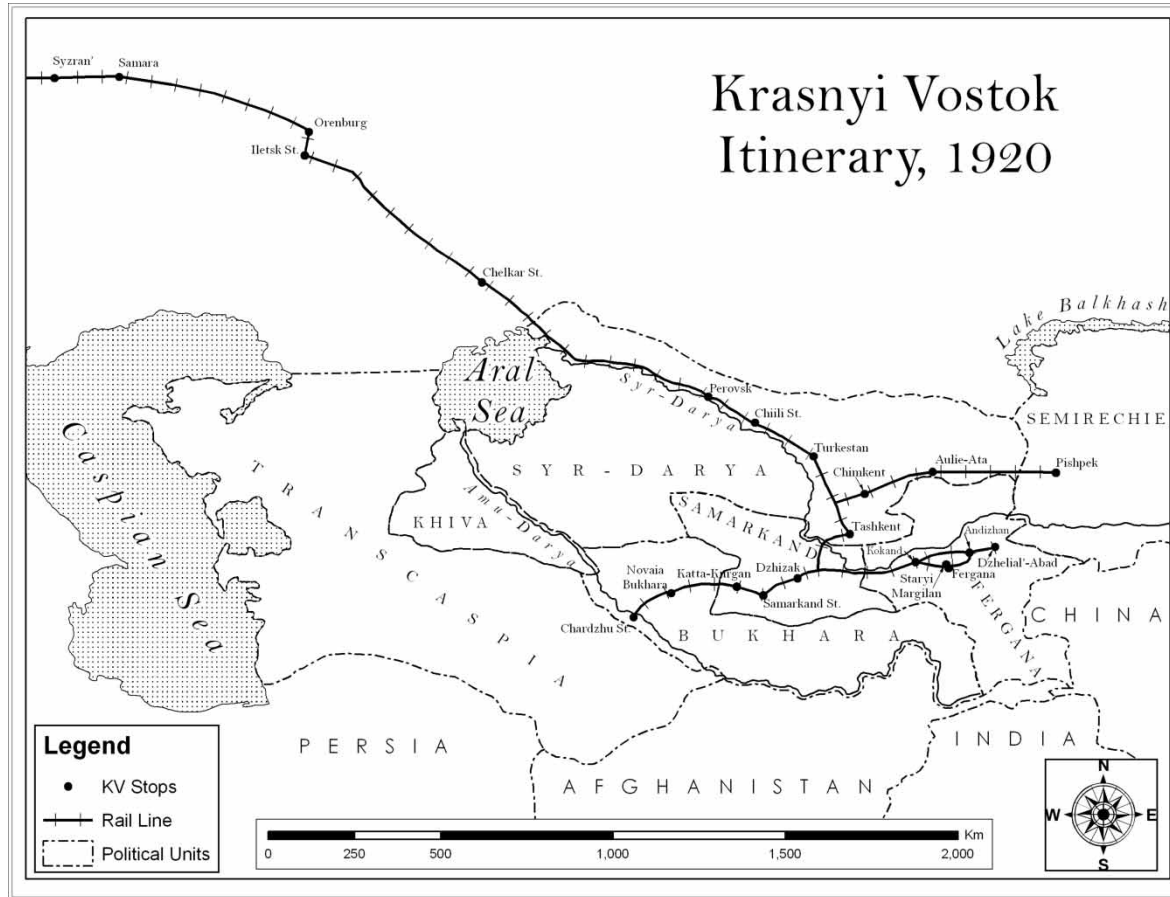 Krasnyi Vostok
Itinerary, 1920
Syzran'
Samara
Orenburg
Iletsk St.
Chelkar St.
Lake Balkhash
Aral
Sea
Syr-Darya
Perovsk
Chiili St.
SEMIRECHIE
Turkestan
Aulie-Ata
Pishpek
Chimkent
SYR-DARYA
Caspian Sea
TRANSCASPIA
KHIVA
Amu-Darya
SAMARKAND
Tashkent
Andizhan
Kokand
Dzhelial'-Abad
Dzhizak
Staryi
Margilan
Fergana
Novaia
Bukhara
Katta-Kurgan
Samarkand St.
FERGANA
CHINA
Chardzhu St.
BUKHARA
PERSIA
INDIA
AFGHANISTAN
Legend
KV Stops
Rail Line
Political Units
Km
0 250 500 1,000 1,500 2,000
N
W E
S